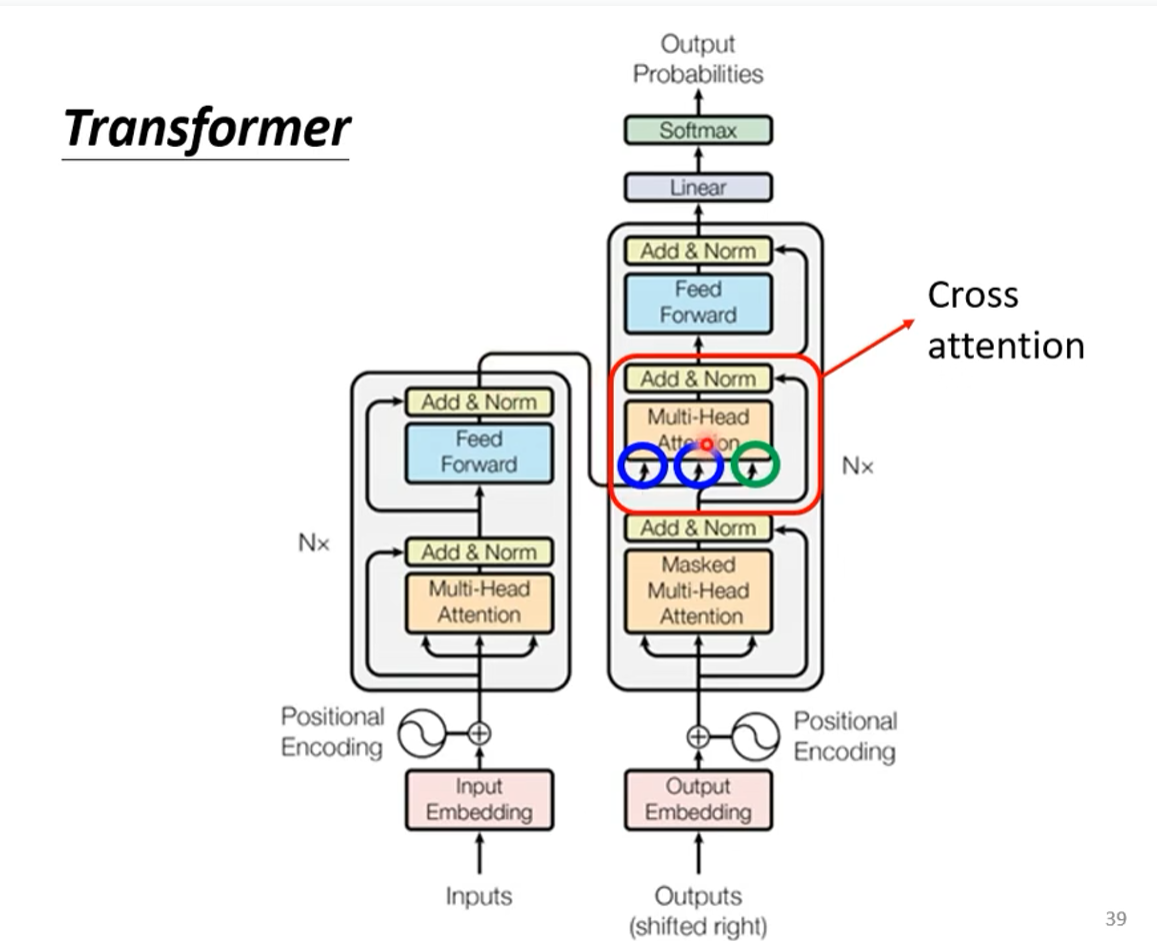 Transformer
Output
Probabilities
Softmax
Linear
Add & Norm
Feed
Forward
Cross
attention
Add & Norm
Multi-Head
Attention
Nx
Add & Norm
Masked
Multi-Head
Attention
Add & Norm
Feed
Forward
Nx
Add & Norm
Multi-Head
Attention
Positional
Encoding
Positional
Encoding
Input
Embedding
Output
Embedding
Inputs
Outputs
(shifted right)
39